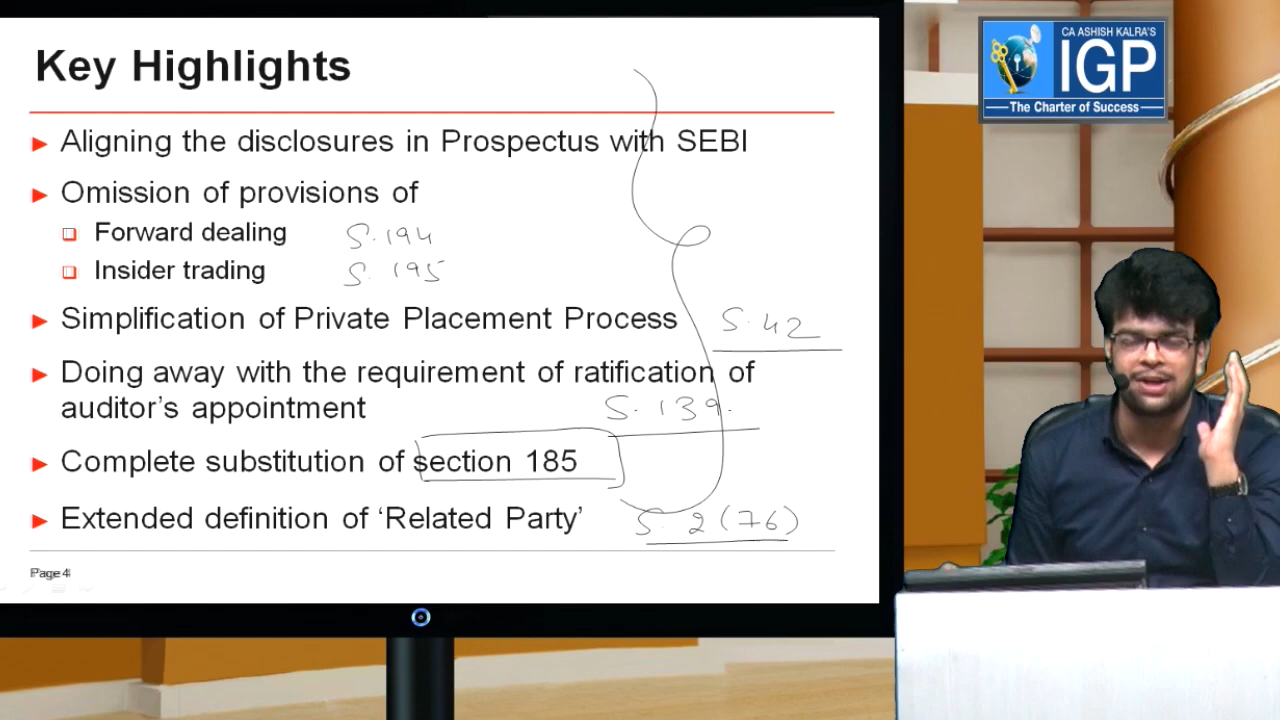 Key Highlights
CA ASHISH KALRA'S
IGP
The Charter of Success
► Aligning the disclosures in Prospectus with SEBI
► Omission of provisions of
❑ Forward dealing S.194
❑ Insider trading S.195
► Simplification of Private Placement Process S.42
► Doing away with the requirement of ratification of
auditor's appointment S.139.
► Complete substitution of section 185
► Extended definition of 'Related Party' S.2(76)
Page 4